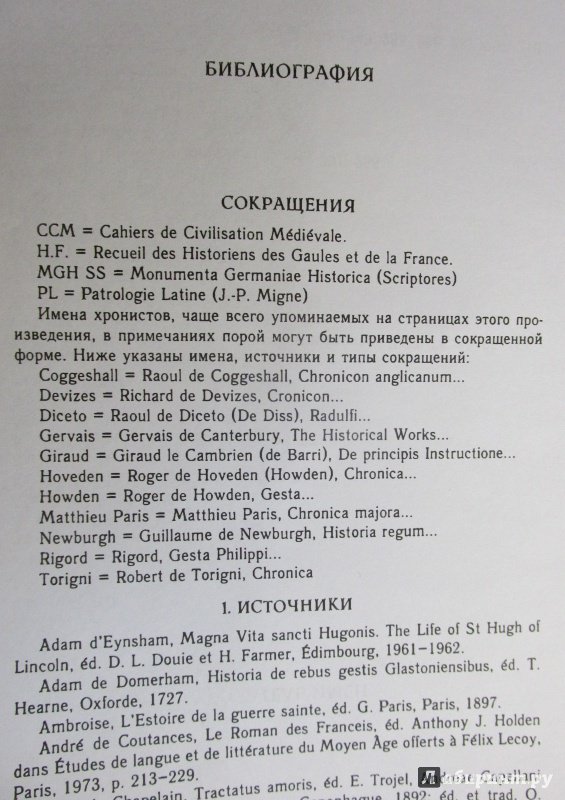 БИБЛИОГРАФИЯ
СОКРАЩЕНИЯ
CCM = Cahiers de Civilisation Médiévale.
H.F. = Recueil des Historiens des Gaules et de la France.
MGH SS = Monumenta Germaniae Historica (Scriptores)
PL = Patrologie Latine (J.-P. Migne)
Имена хронистов, чаще всего упоминаемых на страницах этого про-
изведения, в примечаниях порой могут быть приведены в сокращенной
форме. Ниже указаны имена, источники и типы сокращений:
Coggeshall = Raoul de Coggeshall, Chronicon anglicanum...
Devizes = Richard de Devizes, Cronicon...
Diceto = Raoul de Diceto (De Diss), Radulfi...
Gervais = Gervais de Canterbury, The Historical Works...
Giraud = Giraud le Cambrien (de Barri), De principis Instructione...
Hoveden = Roger de Hoveden (Howden), Chronica...
Howden = Roger de Howden, Gesta...
Matthieu Paris = Matthieu Paris, Chronica majora...
Newburgh = Guillaume de Newburgh, Historia regum...
Rigord = Rigord, Gesta Philippi...
Torigni = Robert de Torigni, Chronica
1. ИСТОЧНИКИ
Adam d'Eynsham, Magna Vita sancti Hugonis. The Life of St Hugh of
Lincoln, éd. D. L. Douie et H. Farmer, Édimbourg, 1961–1962.
Adam de Domerham, Historia de rebus gestis Glastoniensibus, éd. T.
Hearne, Oxforde, 1727.
Ambroise, L'Estoire de la guerre sainte, éd. G. Paris, Paris, 1897.
André de Coutances, Le Roman des Franceis, éd. Anthony J. Holden
dans Études de langue et de littérature du Moyen Âge offerts à Félix Lecoy,
Paris, 1973, p. 213–229.
Chapelain, Tractatus amoris, éd. E. Trojel,
1892; éd. et trad. O.